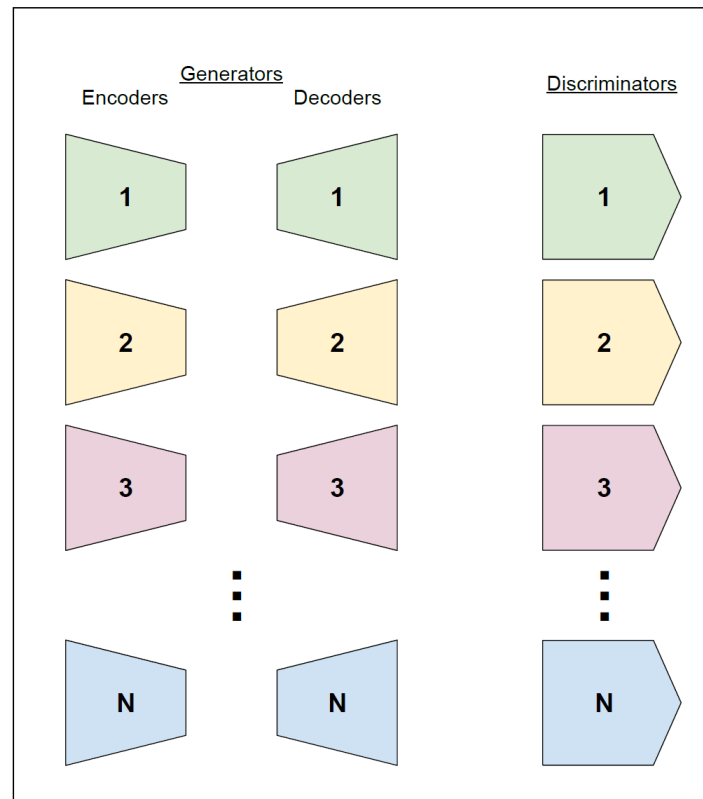 Generators
Encoders Decoders Discriminators
1 1 1
2 2 2
3 3 3
N N N